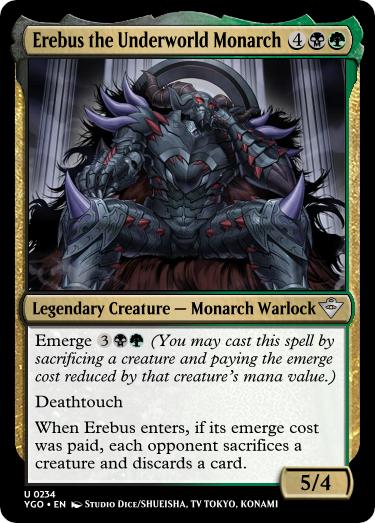 Erebus the Underworld Monarch 4
Legendary Creature — Monarch Warlock
Emerge 3 (You may cast this spell by
sacrificing a creature and paying the emerge
cost reduced by that creature's mana value.)
Deathtouch
When Erebus enters, if its emerge cost
was paid, each opponent sacrifices a
creature and discards a card.
5/4
U 0234
YGO • EN Studio Dice/SHUEISHA, TV TOKYO, KONAMI